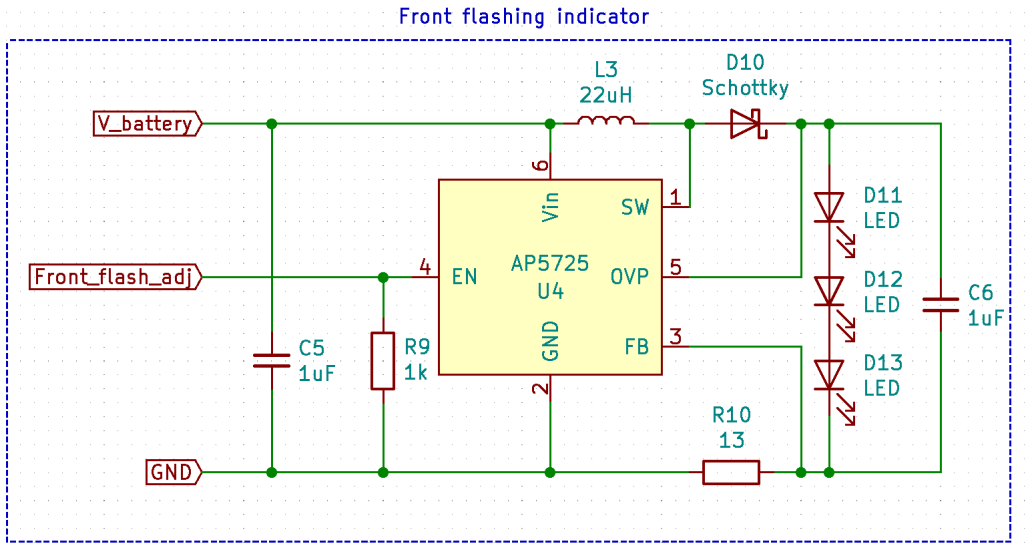 Front flashing indicator
L3
22uH
D10
Schottky
V_battery
6
Vin
SW
1
D11
LED
Front_flash_adj
4
EN
AP5725
U4
OVP
5
D12
LED
C6
1uF
C5
1uF
R9
1k
GND
FB
3
D13
LED
2
R10
13
GND